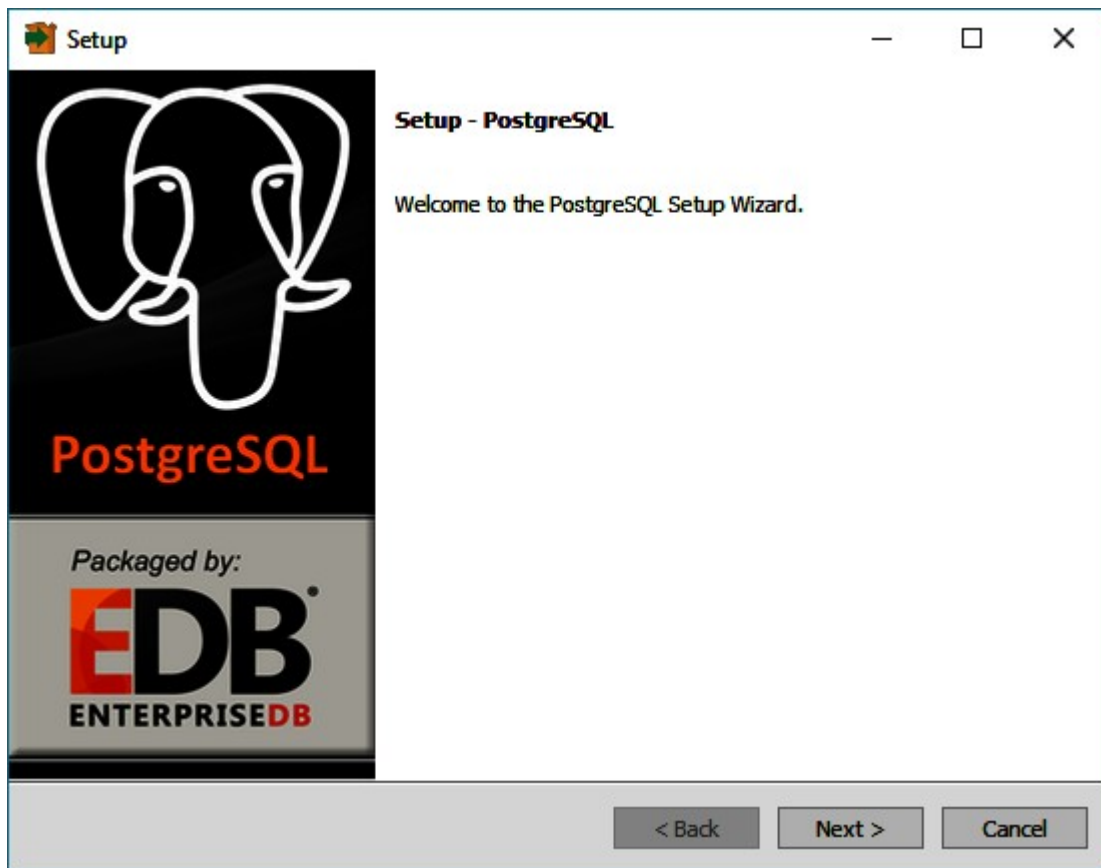 Setup
Setup - PostgreSQL
Welcome to the PostgreSQL Setup Wizard.
PostgreSQL
Packaged by:
EDB
ENTERPRISEDB
< Back
Next >
Cancel